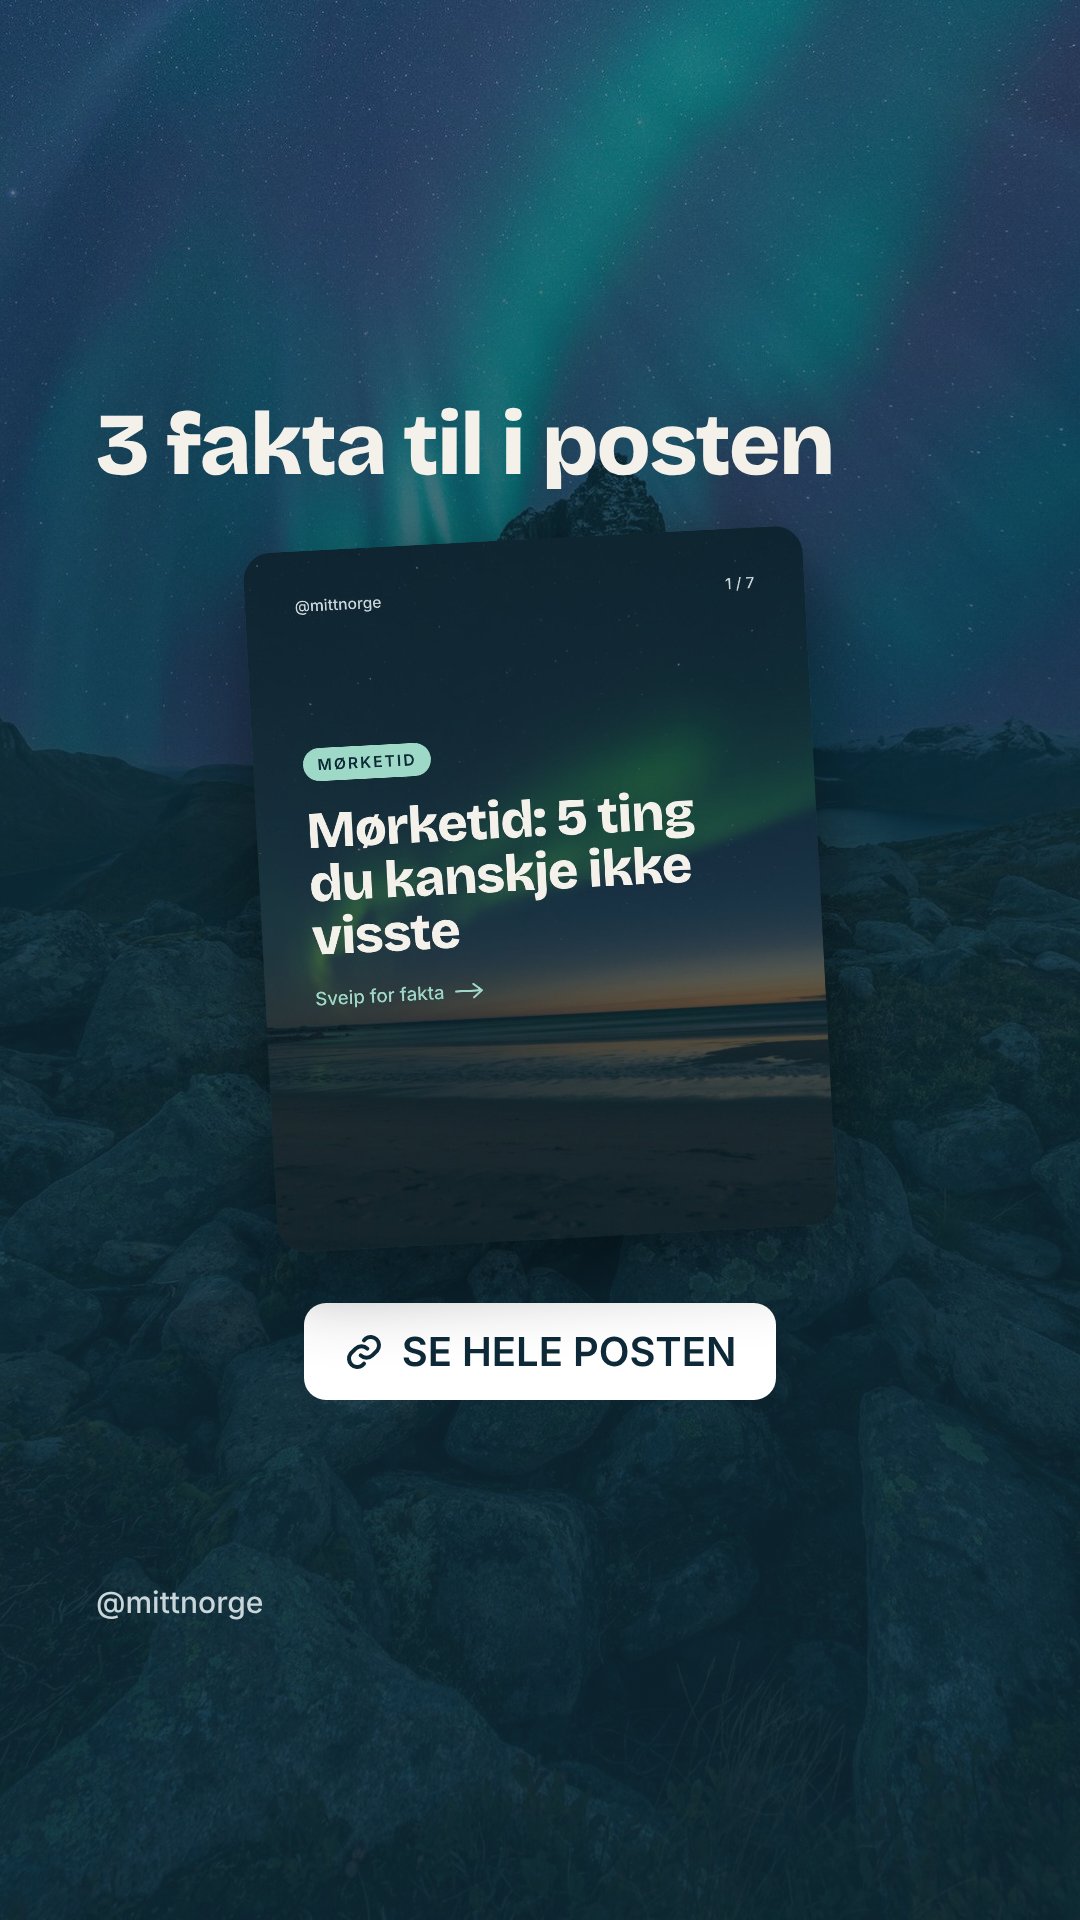 3 fakta til i posten
@mittnorge
1 / 7
MØRKETID
Mørketid: 5 ting
du kanskje ikke
visste
Sveip for fakta →
SE HELE POSTEN
@mittnorge